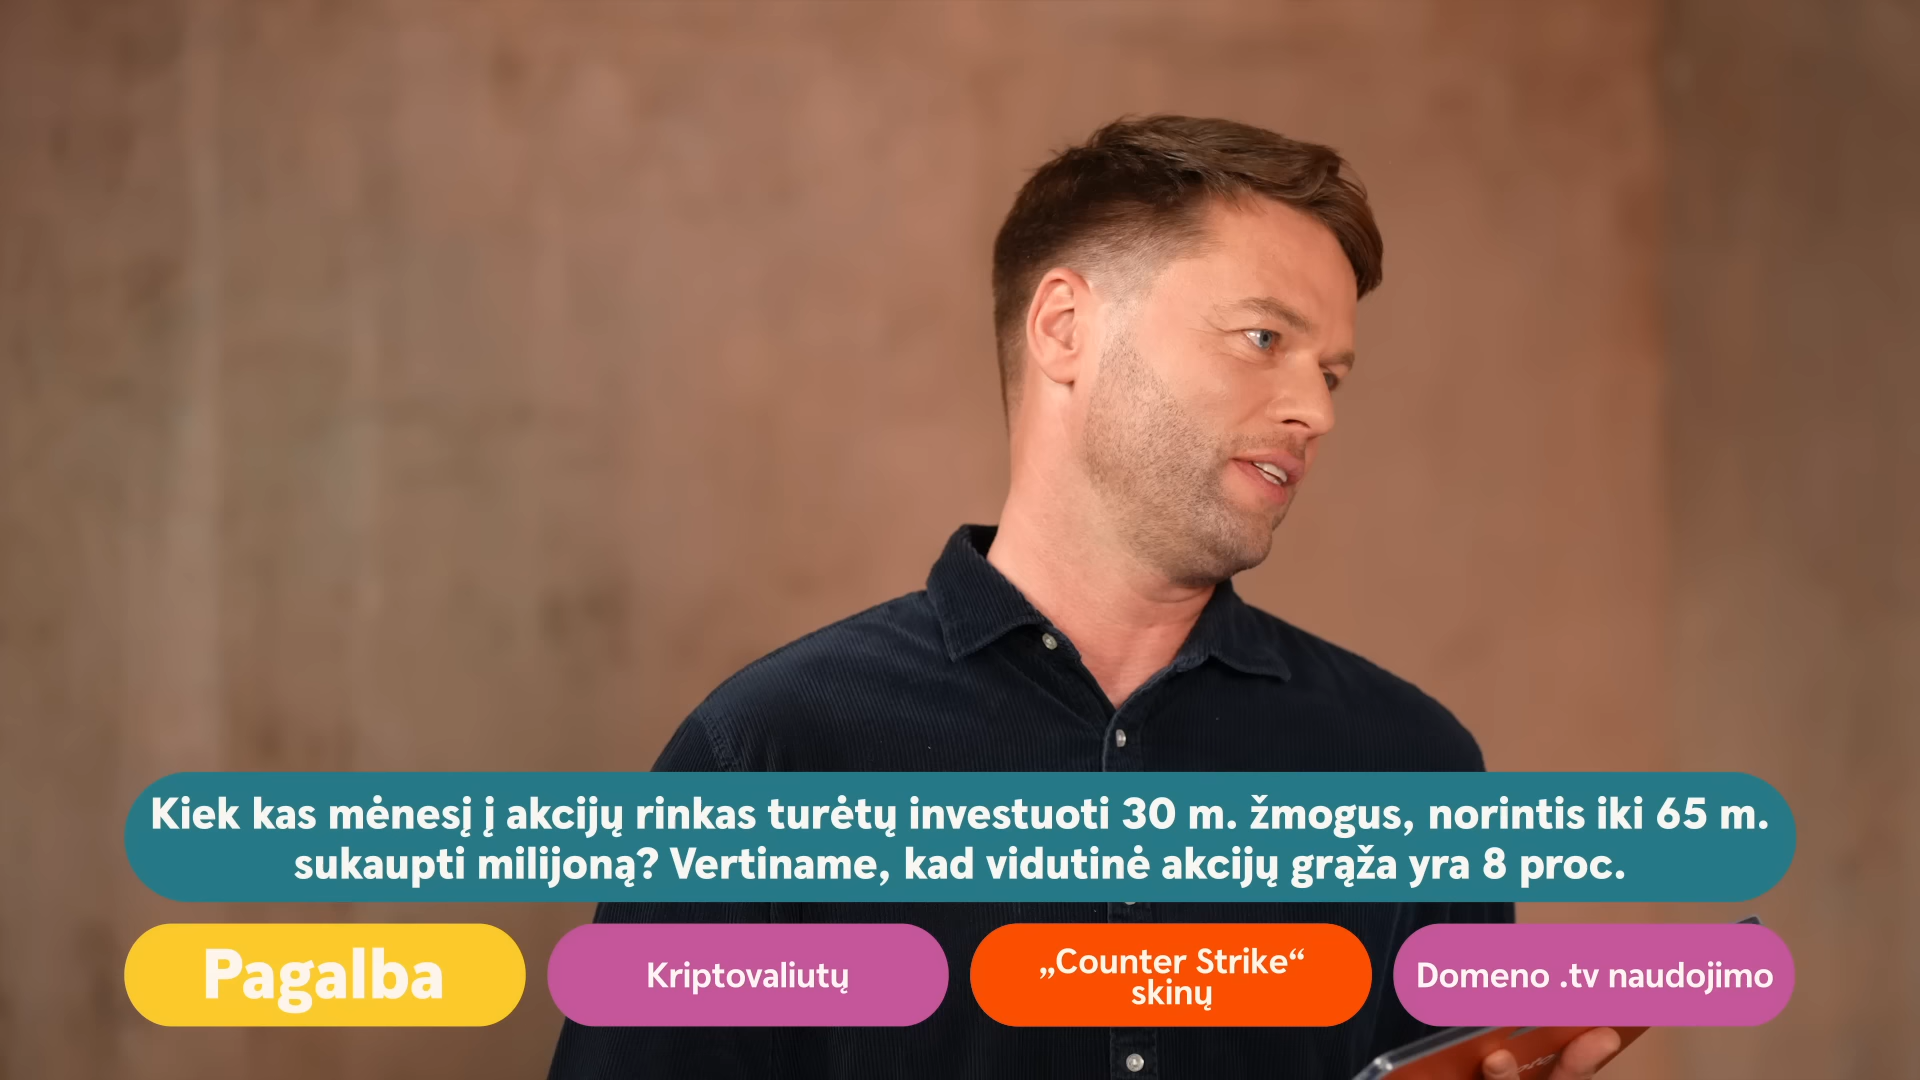 Kiek kas mėnesį į akcijų rinkas turėtų investuoti 30 m. žmogus, norintis iki 65 m.
sukaupti milijoną? Vertiname, kad vidutinė akcijų grąža yra 8 proc.
Pagalba
Kriptovaliutų
„Counter Strike“
skinų
Domeno .tv naudojimo